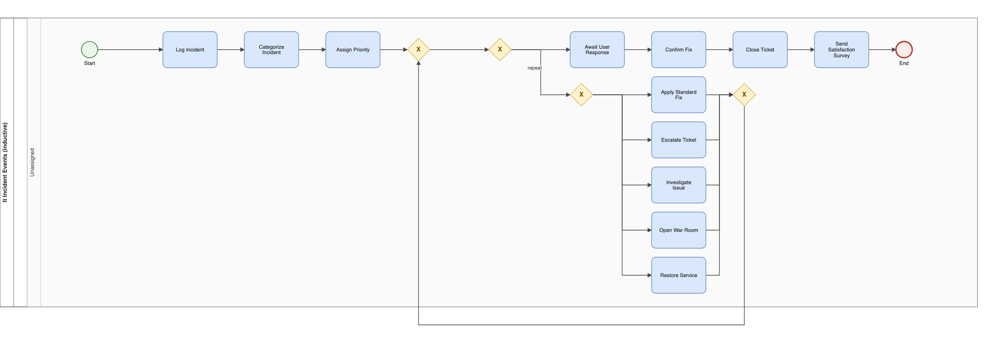 It Incident Events (inductive)
Unassigned
Start
Log Incident
Categorize
Incident
Assign Priority
X
X
repeat
Await User
Response
Confirm Fix
Close Ticket
Send
Satisfaction
Survey
End
X
Apply Standard
Fix
X
Escalate Ticket
Investigate
Issue
Open War Room
Restore Service